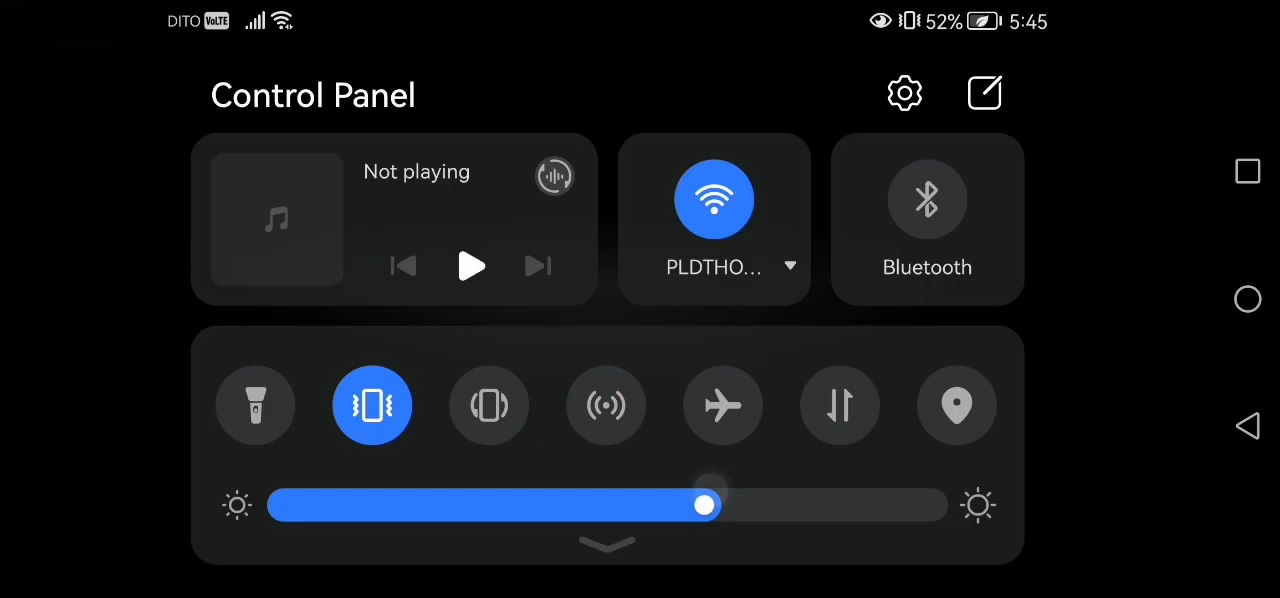 DITO VoLTE 52% 5:45
Control Panel
Not playing
PLDTHO...
Bluetooth